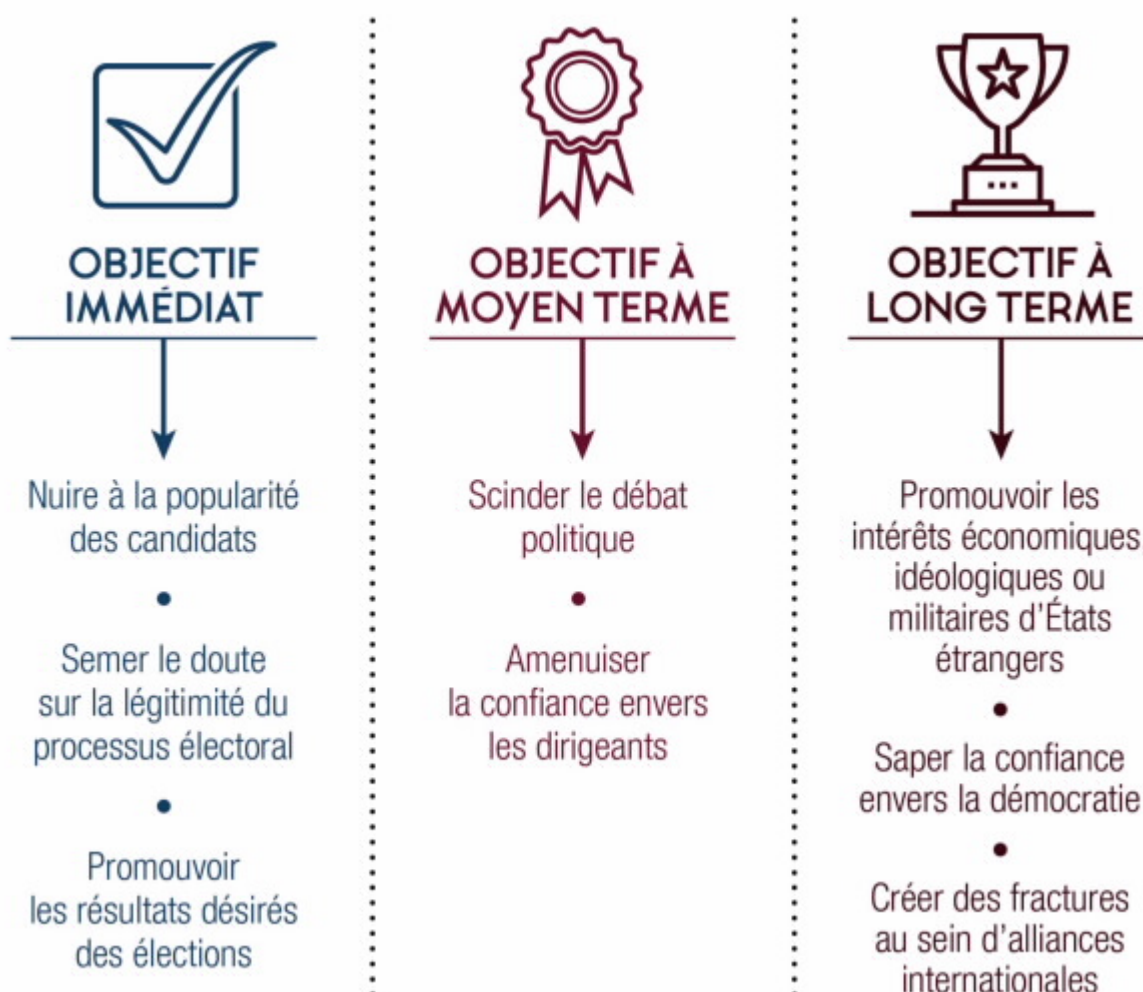 OBJECTIF
IMMÉDIAT
Nuire à la popularité
des candidats
•
Semer le doute
sur la légitimité du
processus électoral
•
Promouvoir
les résultats désirés
des élections
OBJECTIF À
MOYEN TERME
Scinder le débat
politique
•
Amenuiser
la confiance envers
les dirigeants
OBJECTIF À
LONG TERME
Promouvoir les
intérêts économiques
idéologiques ou
militaires d’États
étrangers
•
Saper la confiance
envers la démocratie
•
Créer des fractures
au sein d’alliances
internationales